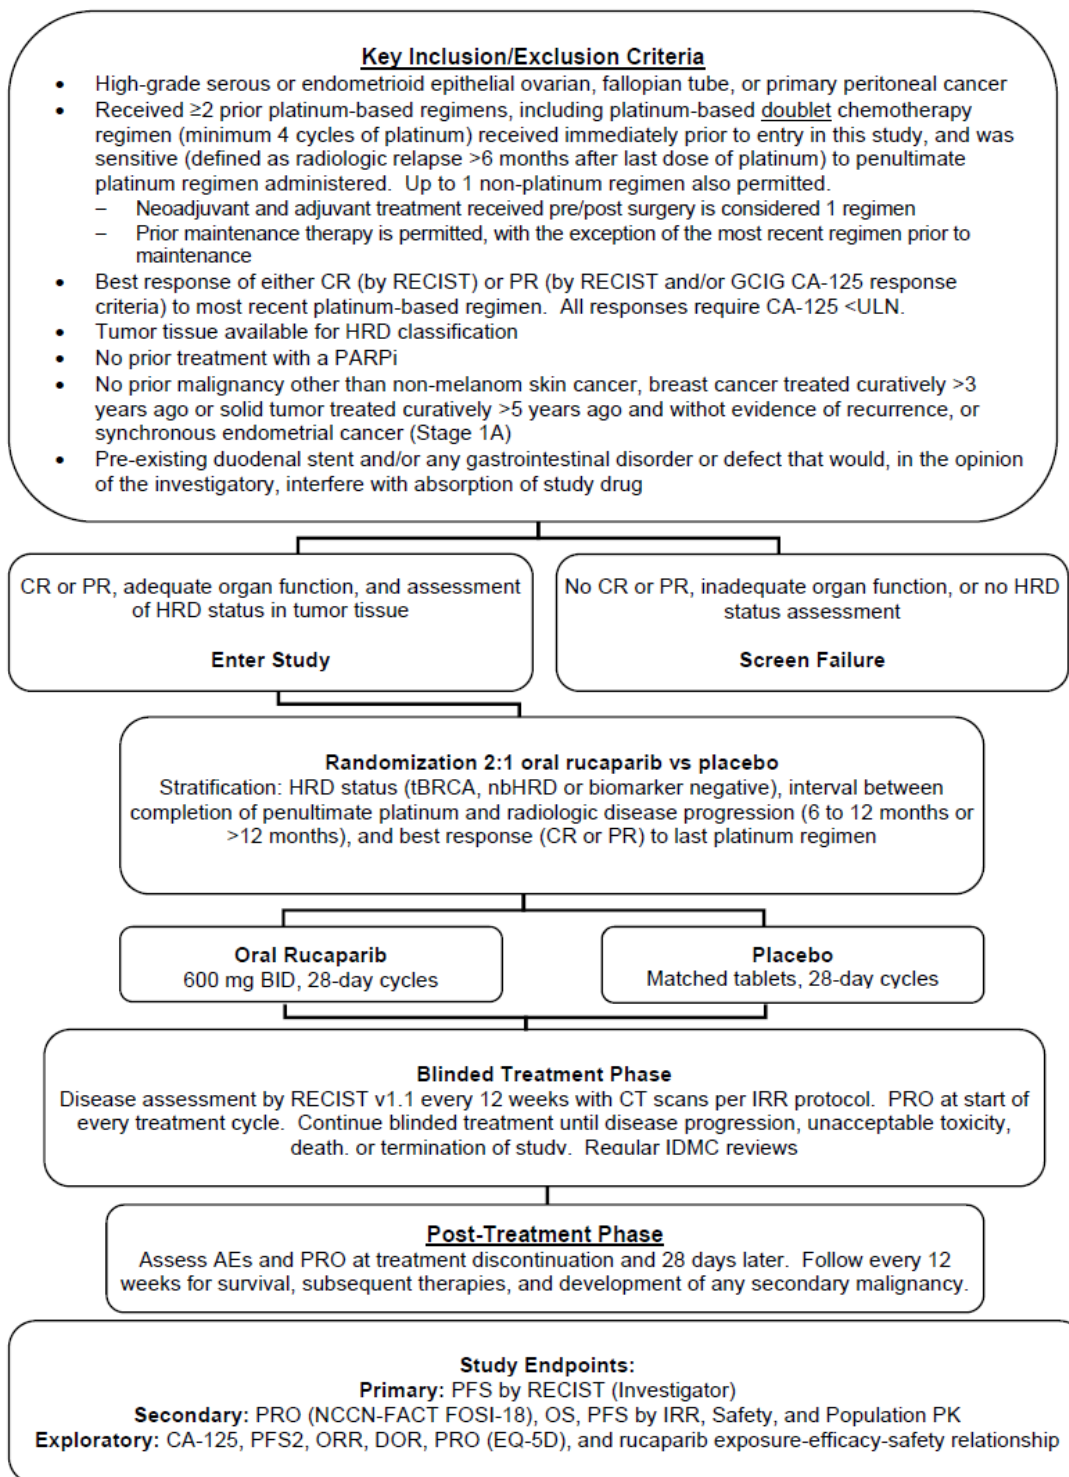 Key Inclusion/Exclusion Criteria
• High-grade serous or endometrioid epithelial ovarian, fallopian tube, or primary peritoneal cancer
• Received ≥2 prior platinum-based regimens, including platinum-based doublet chemotherapy
regimen (minimum 4 cycles of platinum) received immediately prior to entry in this study, and was
sensitive (defined as radiologic relapse >6 months after last dose of platinum) to penultimate
platinum regimen administered. Up to 1 non-platinum regimen also permitted.
– Neoadjuvant and adjuvant treatment received pre/post surgery is considered 1 regimen
– Prior maintenance therapy is permitted, with the exception of the most recent regimen prior to
maintenance
• Best response of either CR (by RECIST) or PR (by RECIST and/or GCIG CA-125 response
criteria) to most recent platinum-based regimen. All responses require CA-125 <ULN.
• Tumor tissue available for HRD classification
• No prior treatment with a PARPi
• No prior malignancy other than non-melanom skin cancer, breast cancer treated curatively >3
years ago or solid tumor treated curatively >5 years ago and withot evidence of recurrence, or
synchronous endometrial cancer (Stage 1A)
• Pre-existing duodenal stent and/or any gastrointestinal disorder or defect that would, in the opinion
of the investigatory, interfere with absorption of study drug
CR or PR, adequate organ function, and assessment
of HRD status in tumor tissue
Enter Study
No CR or PR, inadequate organ function, or no HRD
status assessment
Screen Failure
Randomization 2:1 oral rucaparib vs placebo
Stratification: HRD status (tBRCA, nbHRD or biomarker negative), interval between
completion of penultimate platinum and radiologic disease progression (6 to 12 months or
>12 months), and best response (CR or PR) to last platinum regimen
Oral Rucaparib
600 mg BID, 28-day cycles
Placebo
Matched tablets, 28-day cycles
Blinded Treatment Phase
Disease assessment by RECIST v1.1 every 12 weeks with CT scans per IRR protocol. PRO at start of
every treatment cycle. Continue blinded treatment until disease progression, unacceptable toxicity,
death, or termination of study. Regular IDMC reviews
Post-Treatment Phase
Assess AEs and PRO at treatment discontinuation and 28 days later. Follow every 12
weeks for survival, subsequent therapies, and development of any secondary malignancy.
Study Endpoints:
Primary: PFS by RECIST (Investigator)
Secondary: PRO (NCCN-FACT FOSI-18), OS, PFS by IRR, Safety, and Population PK
Exploratory: CA-125, PFS2, ORR, DOR, PRO (EQ-5D), and rucaparib exposure-efficacy-safety relationship